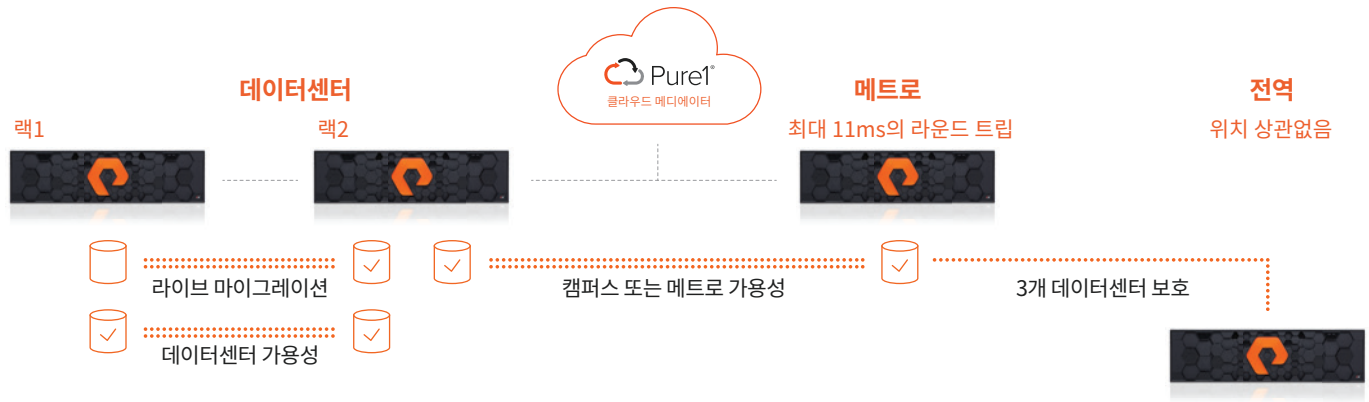 Pure1®
클라우드 메디에이터
데이터센터
메트로
전역
랙1
랙2
최대 11ms의 라운드 트립
위치 상관없음
라이브 마이그레이션
캠퍼스 또는 메트로 가용성
3개 데이터센터 보호
데이터센터 가용성